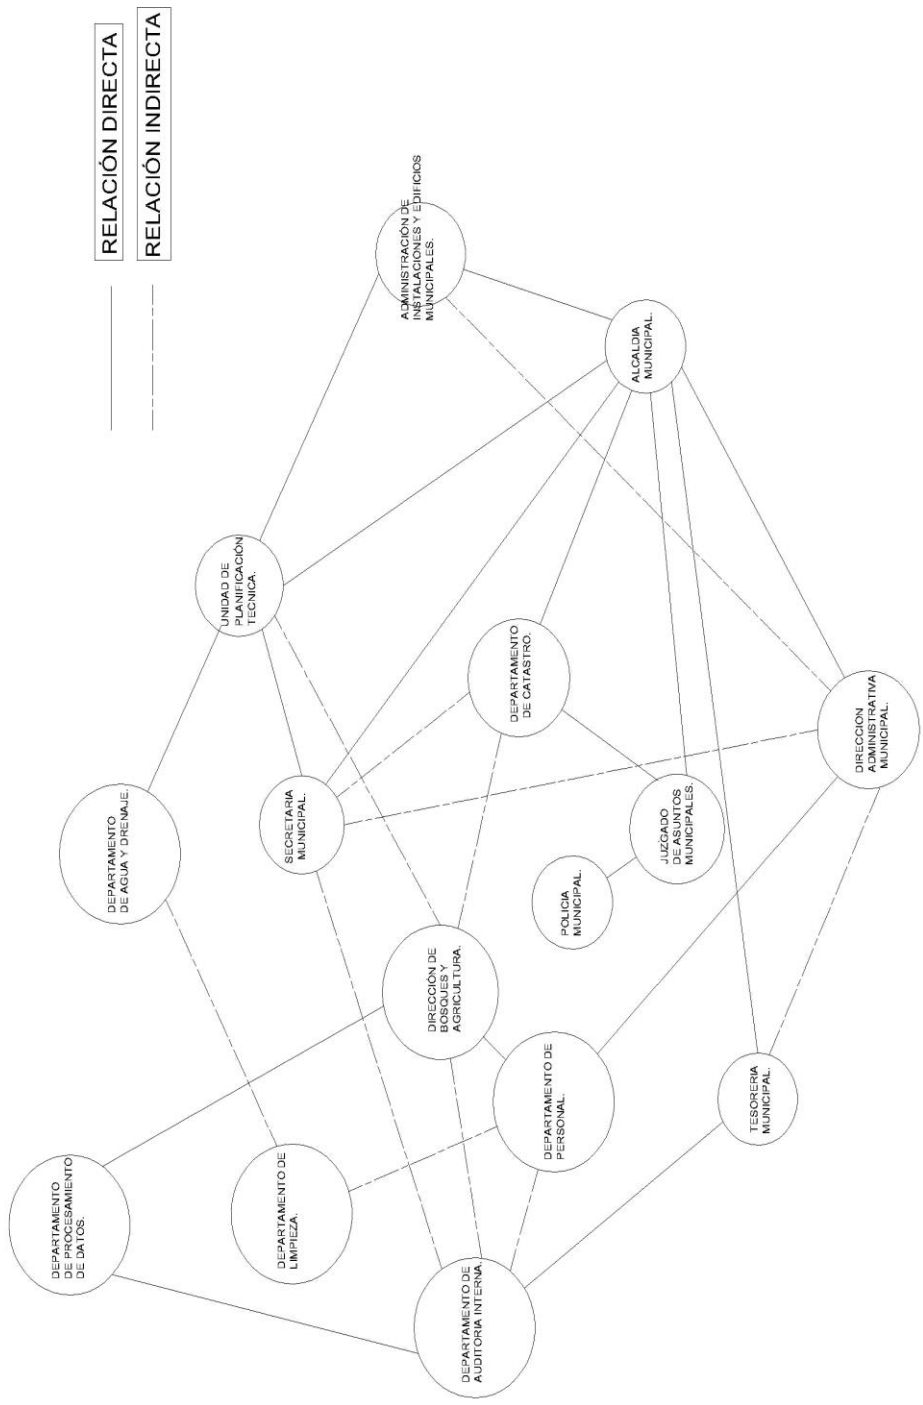 RELACIÓN DIRECTA
RELACIÓN INDIRECTA
DEPARTAMENTO
DE PROCESAMIENTO
DE DATOS.
DEPARTAMENTO
DE AGUA Y DRENAJE.
UNIDAD DE
PLANIFICACIÓN
TECNICA.
DEPARTAMENTO DE
LIMPIEZA.
SECRETARIA
MUNICIPAL.
ADMINISTRACIÓN DE
INSTALACIONES Y EDIFICIOS
MUNICIPALES.
DIRECCIÓN DE
BOSQUES Y
AGRICULTURA.
DEPARTAMENTO DE
AUDITORIA INTERNA.
DEPARTAMENTO
DE CATASTRO.
DEPARTAMENTO DE
PERSONAL.
POLICIA
MUNICIPAL.
ALCALDIA
MUNICIPAL.
JUZGADO
DE ASUNTOS
MUNICIPALES.
TESORERIA
MUNICIPAL.
DIRECCION
ADMINISTRATIVA
MUNICIPAL.